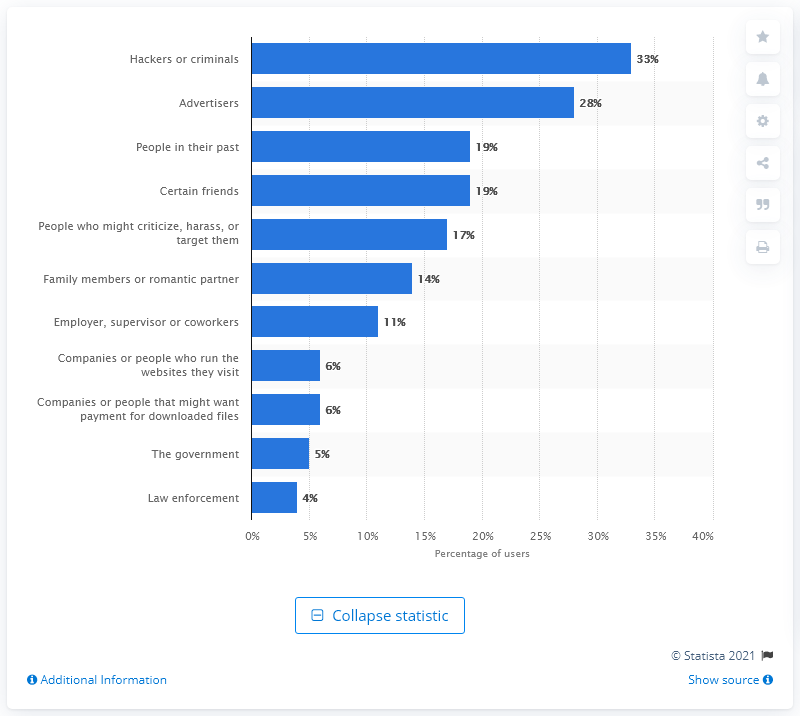 Hackers or criminals
33%
Advertisers
28%
People in their past
19%
Certain friends
19%
People who might criticize, harass, or
target them
17%
Family members or romantic partner
14%
Employer, supervisor or coworkers
11%
Companies or people who run the
websites they visit
6%
Companies or people that might want
payment for downloaded files
6%
The government
5%
Law enforcement
4%
0% 5% 10% 15% 20% 25% 30% 35% 40%
Percentage of users
Collapse statistic
© Statista 2021
Additional Information
Show source